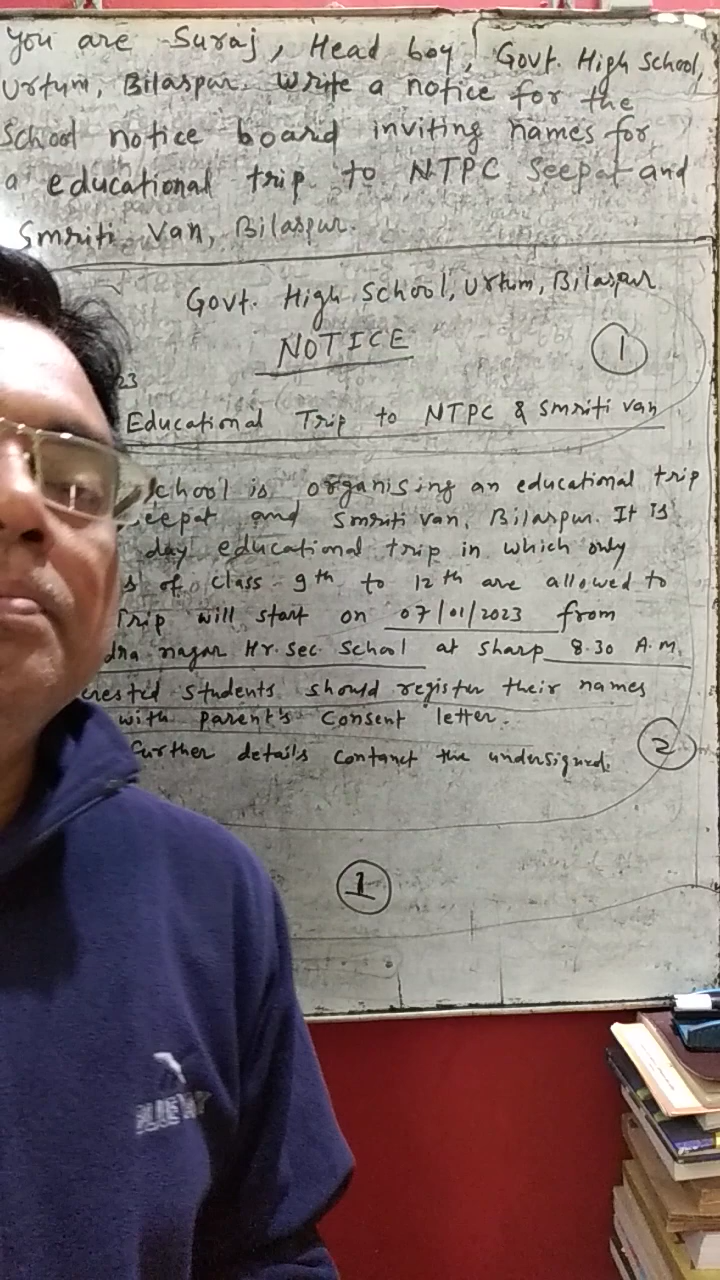 You are Suraj, Head boy, Govt. High School,
Urtum, Bilaspur. Write a notice for the
School notice board inviting names for
a educational trip to NTPC Seepat and
Smriti Van, Bilaspur.
Govt. High School, Urtum, Bilaspur
NOTICE
1
23
Educational Trip to NTPC & Smriti van
school is organising an educational trip
eepat and Smriti van, Bilaspur. It is
day educational trip in which only
s of class 9th to 12th are allowed to
Trip will start on 07/01/2023 from
dra nagar Hr. Sec. School at sharp 8.30 A.M.
rested students should register their names
with parent's consent letter.
further details contact the undersigned.
2
1